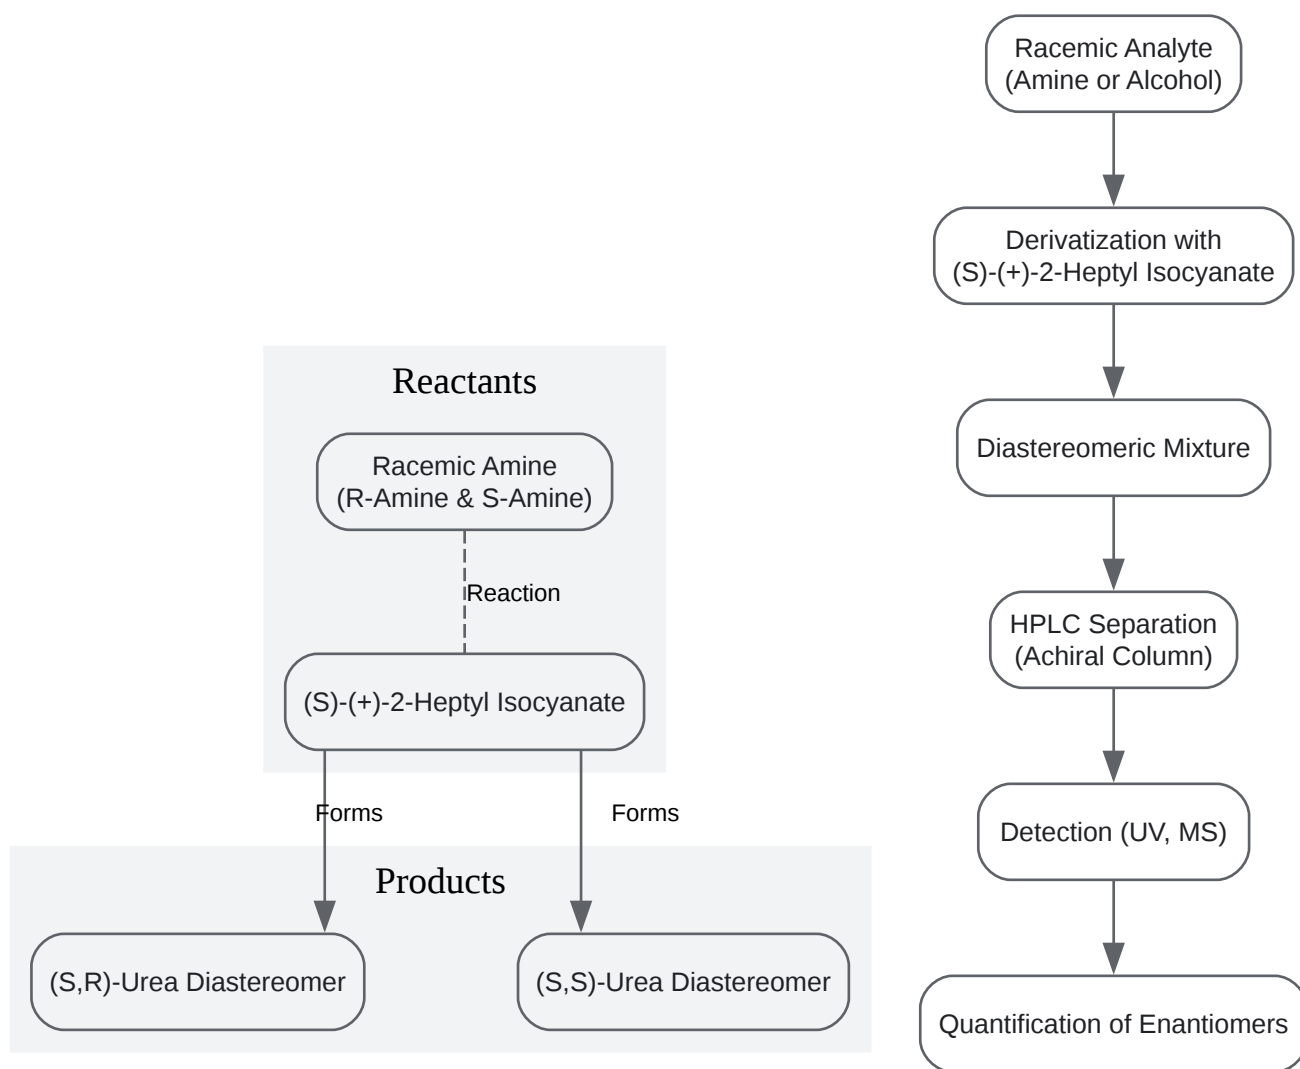 Reactants
Racemic Amine
(R-Amine & S-Amine)
Reaction
(S)-(+)-2-Heptyl Isocyanate
Forms
Forms
Products
(S,R)-Urea Diastereomer
(S,S)-Urea Diastereomer
Racemic Analyte
(Amine or Alcohol)
Derivatization with
(S)-(+)-2-Heptyl Isocyanate
Diastereomeric Mixture
HPLC Separation
(Achiral Column)
Detection (UV, MS)
Quantification of Enantiomers